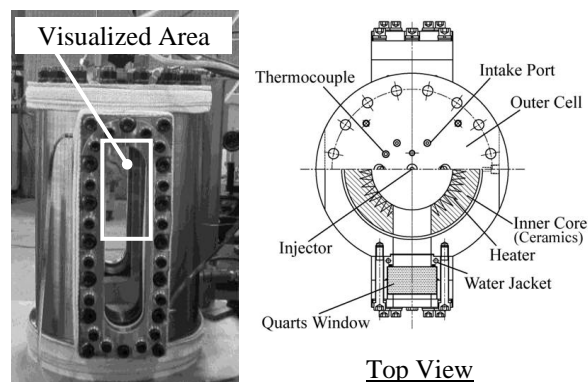 Visualized Area
Thermocouple
Intake Port
Outer Cell
Inner Core
(Ceramics)
Heater
Injector
Water Jacket
Quarts Window
Top View